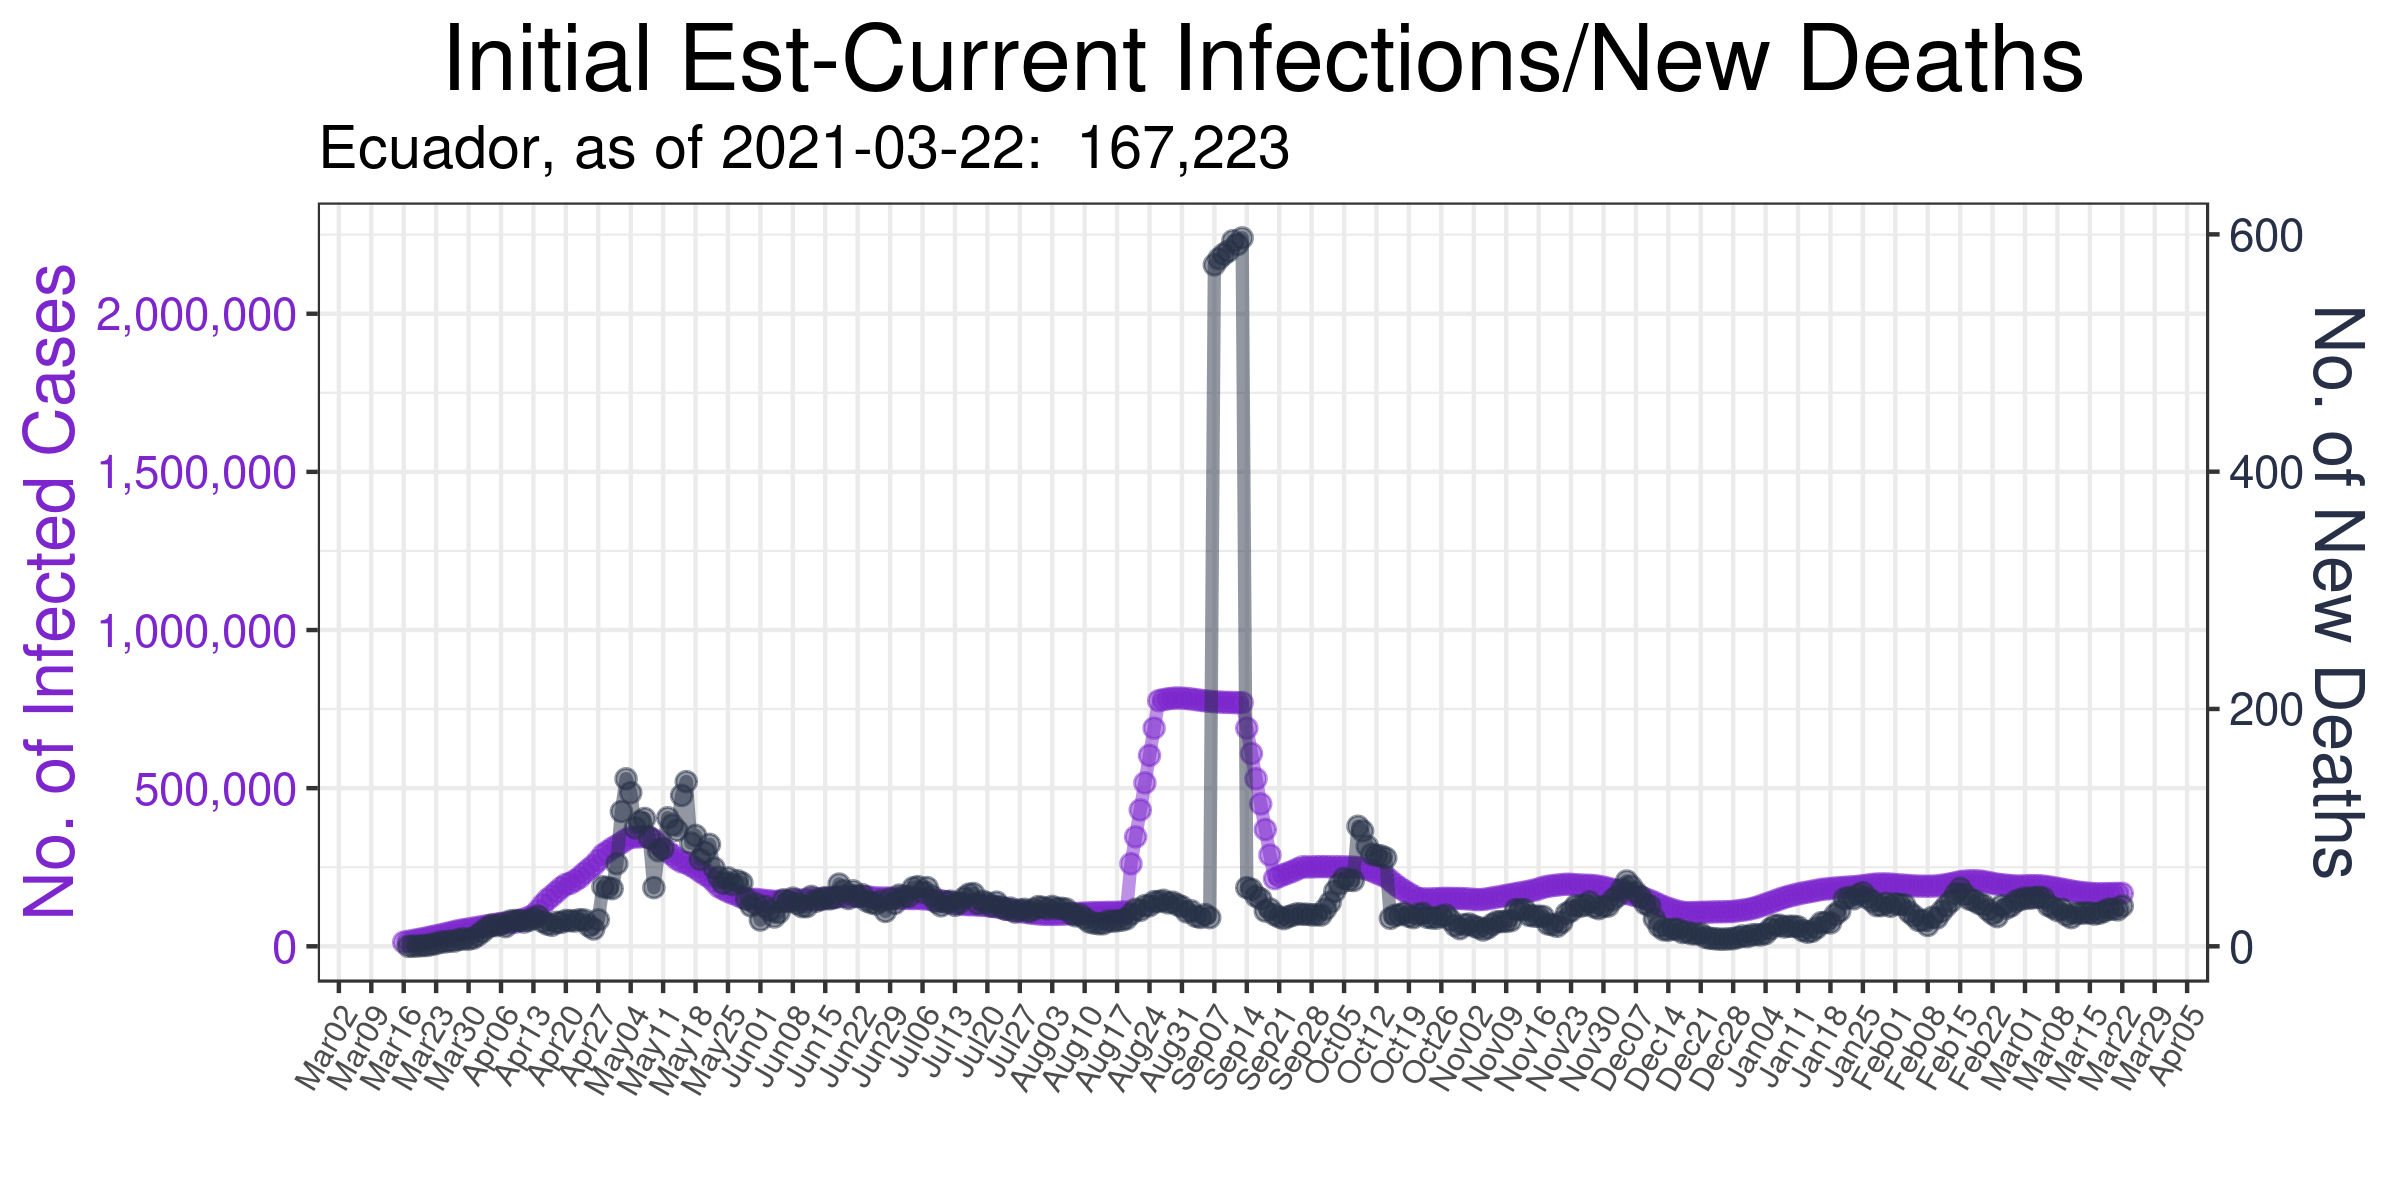 Initial Est-Current Infections/New Deaths
Ecuador, as of 2021-03-22:  167,223
No. of Infected Cases
2,000,000
1,500,000
1,000,000
500,000
0
600
400
200
0
No. of New Deaths
Mar02
Mar09
Mar16
Mar23
Mar30
Apr06
Apr13
Apr20
Apr27
May04
May11
May18
May25
Jun01
Jun08
Jun15
Jun22
Jun29
Jul06
Jul13
Jul20
Jul27
Aug03
Aug10
Aug17
Aug24
Aug31
Sep07
Sep14
Sep21
Sep28
Oct05
Oct12
Oct19
Oct26
Nov02
Nov09
Nov16
Nov23
Nov30
Dec07
Dec14
Dec21
Dec28
Jan04
Jan11
Jan18
Jan25
Feb01
Feb08
Feb15
Feb22
Mar01
Mar08
Mar15
Mar22
Mar29
Apr05